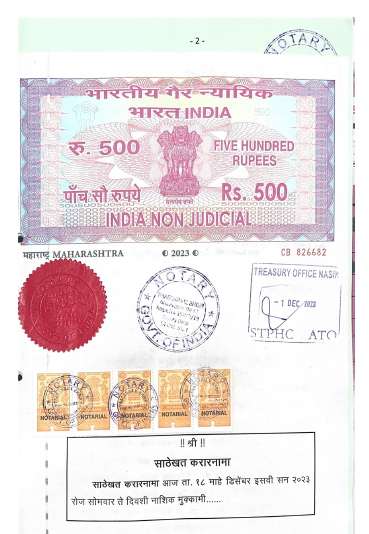 - 2 -
NOTARY
भारतीय गैर न्यायिक
भारत INDIA
रु. 500
FIVE HUNDRED
RUPEES
पाँच सौ रुपये
Rs. 500
INDIA NON JUDICIAL
महाराष्ट्र MAHARASHTRA
© 2023 ©
CB 826682
NOTARY
GOVT. OF INDIA
TREASURY OFFICE NASIK
- 1 DEC 2023
STPHC ATO
NOTARIAL NOTARIAL NOTARIAL NOTARIAL NOTARIAL
!! श्री !!
साठेखत करारनामा
साठेखत करारनामा आज ता. १८ माहे डिसेंबर इसवी सन २०२३
रोज सोमवार ते दिवशी नाशिक मुक्कामी......